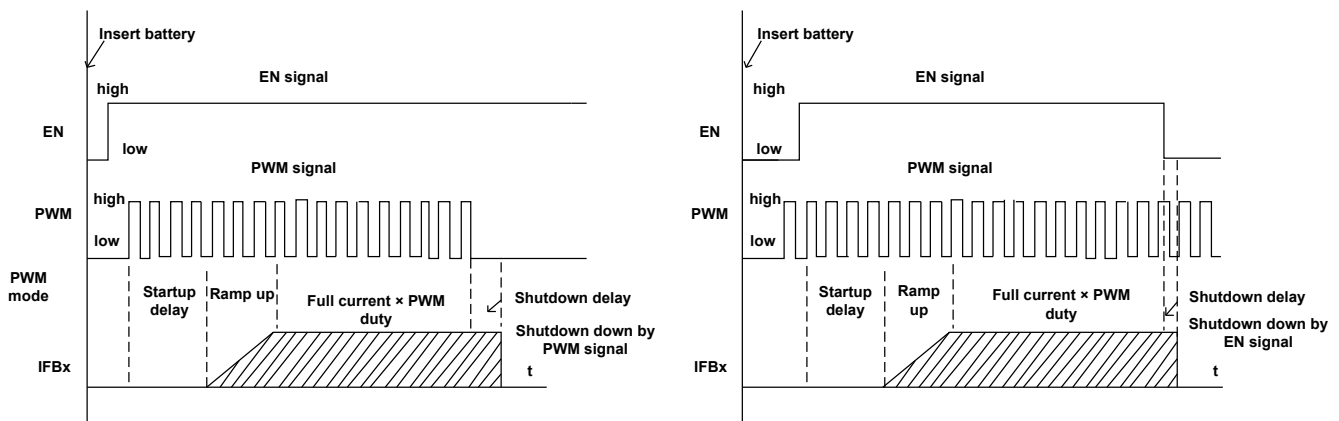 Insert battery
EN signal
high
EN
low
PWM signal
high
PWM
low
PWM
mode
Startup
delay
Ramp up
Full current × PWM
duty
Shutdown delay
Shutdown down by
PWM signal
IFBx
t
Insert battery
EN signal
high
EN
low
PWM signal
high
PWM
low
Startup
delay
Ramp
up
Full current × PWM
duty
Shutdown delay
Shutdown down by
EN signal
IFBx
t